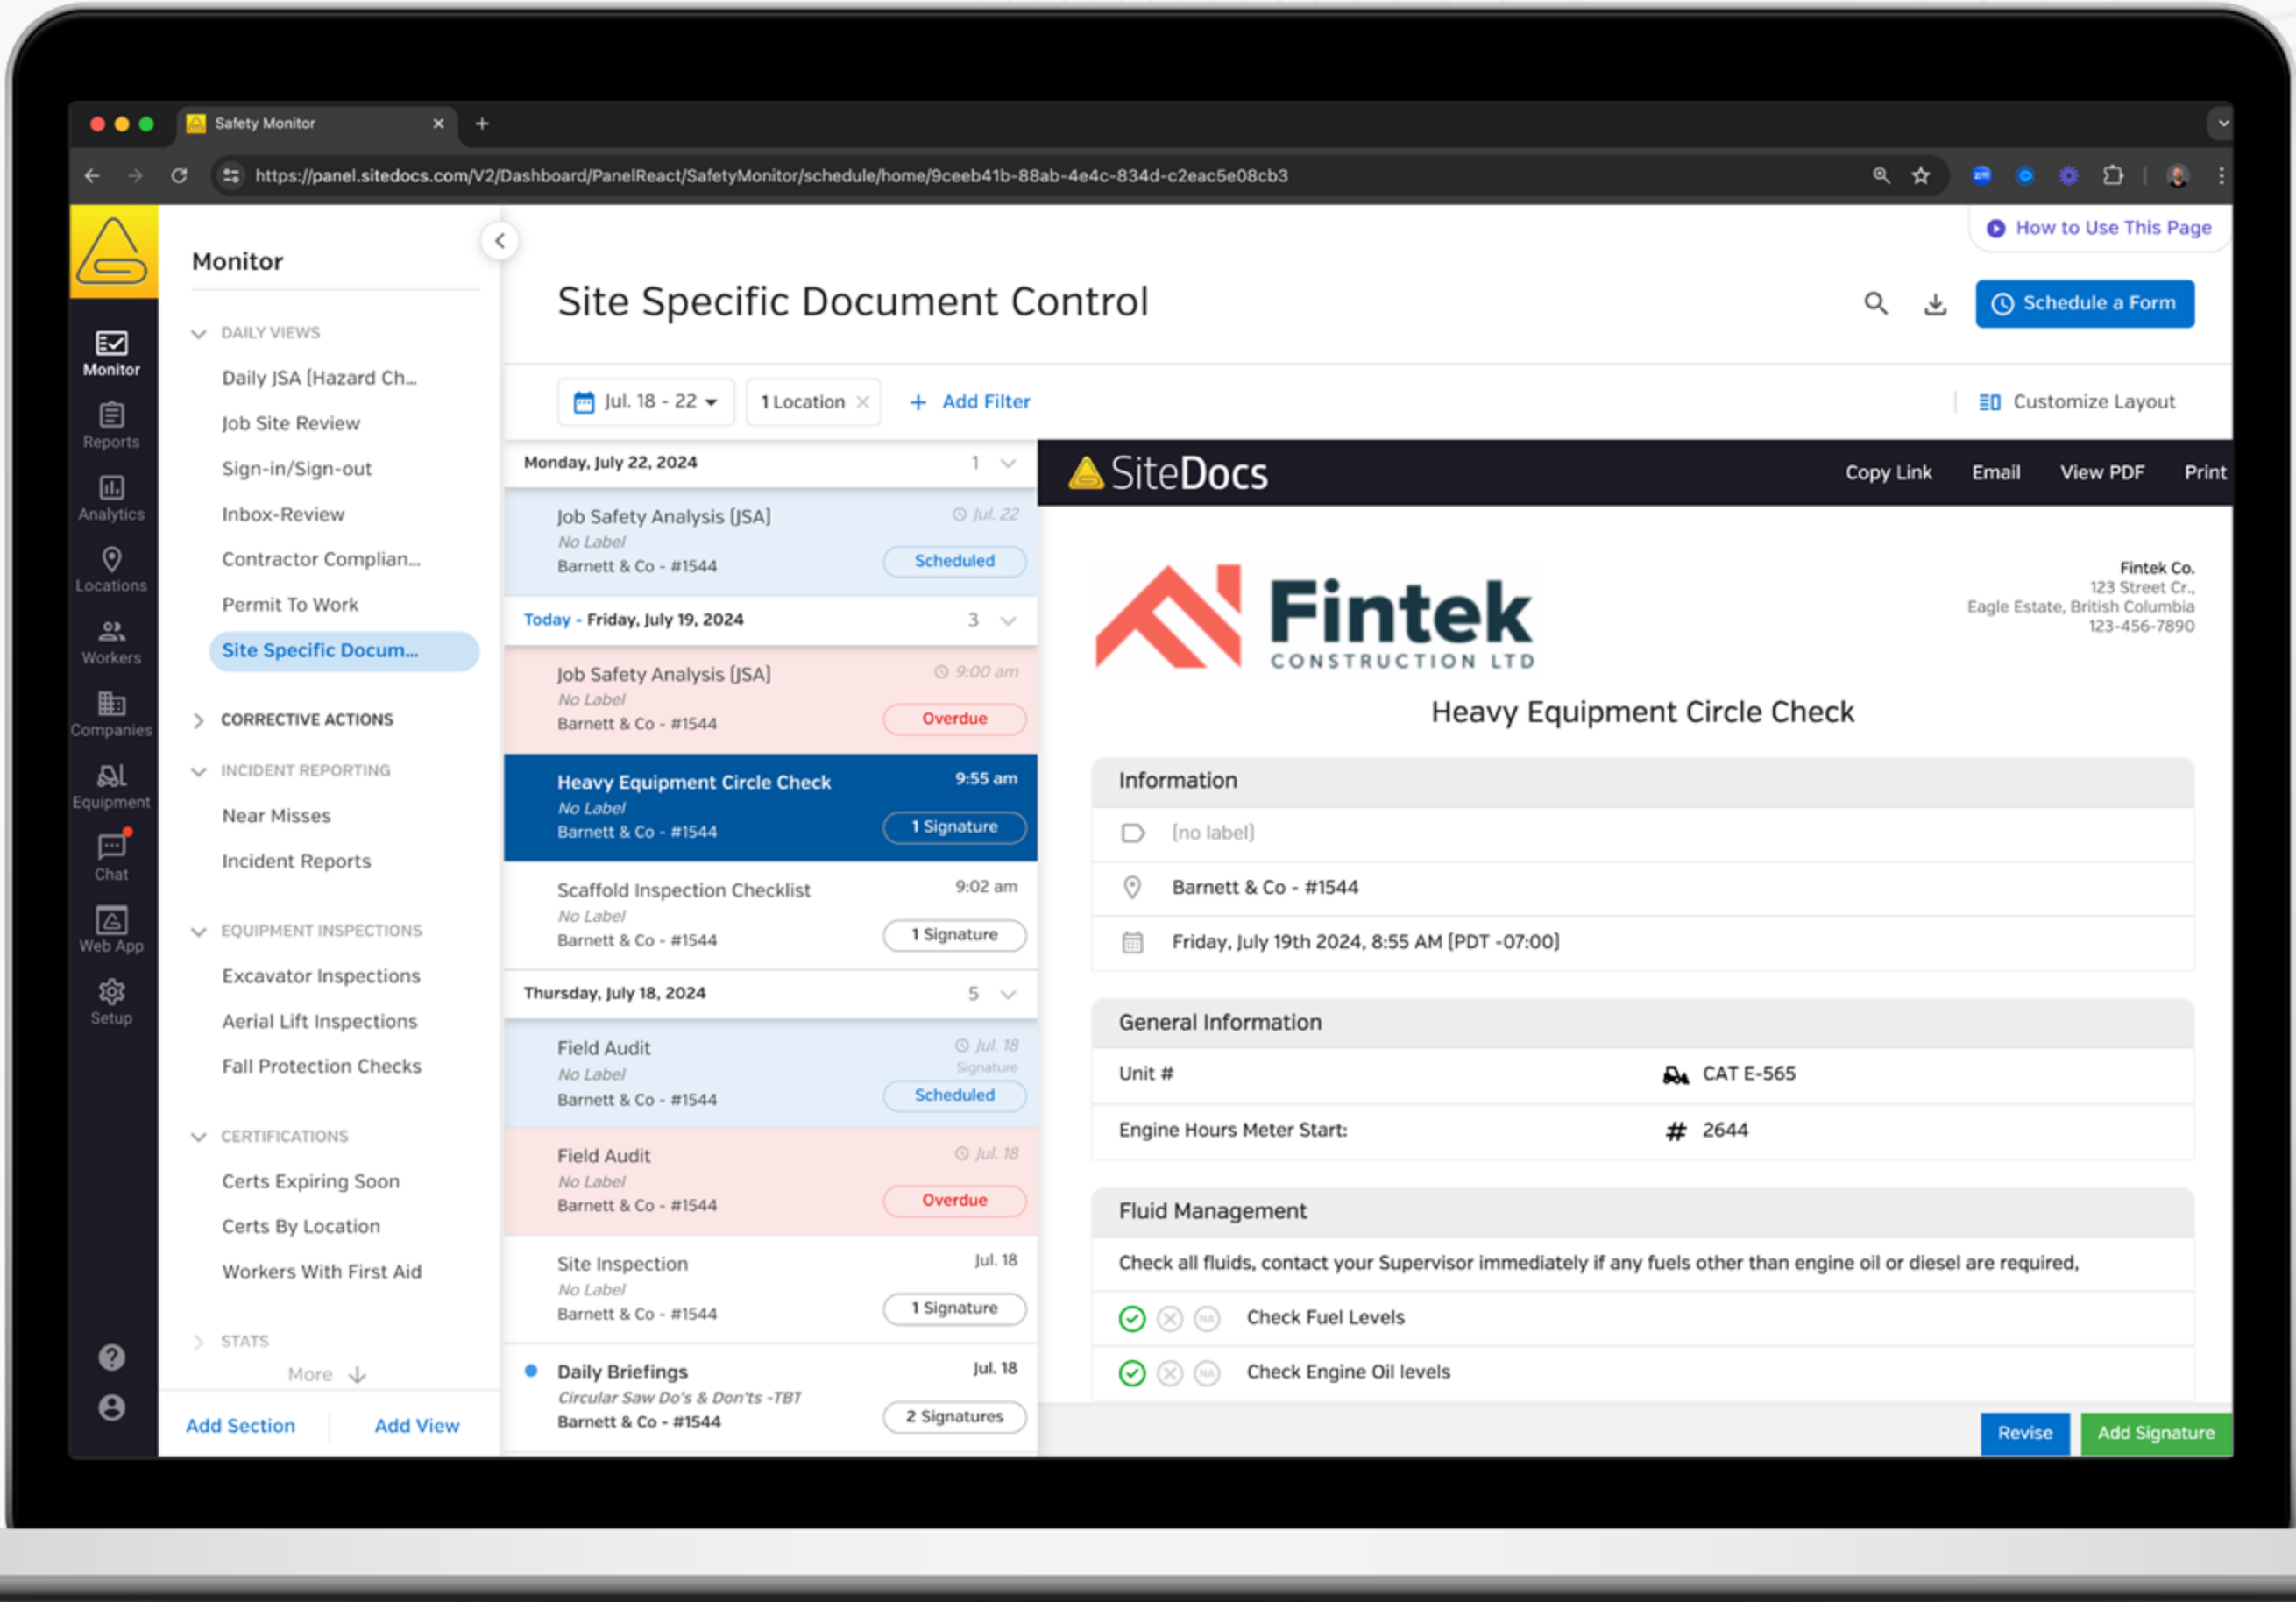 Safety Monitor
https://panel.sitedocs.com/V2/Dashboard/PanelReact/SafetyMonitor/schedule/home/9ceeb41b-88ab-4e4c-834d-c2eac5e08cb3
zm
Monitor
Reports
Analytics
Locations
Workers
Companies
Equipment
Chat
Web App
Setup
Monitor
DAILY VIEWS
Daily JSA (Hazard Ch...
Job Site Review
Sign-in/Sign-out
Inbox-Review
Contractor Complian...
Permit To Work
Site Specific Docum...
CORRECTIVE ACTIONS
INCIDENT REPORTING
Near Misses
Incident Reports
EQUIPMENT INSPECTIONS
Excavator Inspections
Aerial Lift Inspections
Fall Protection Checks
CERTIFICATIONS
Certs Expiring Soon
Certs By Location
Workers With First Aid
STATS
More
Add Section Add View
How to Use This Page
Site Specific Document Control
Schedule a Form
Jul. 18 - 22 1 Location + Add Filter
Customize Layout
Monday, July 22, 2024 1
Job Safety Analysis (JSA) Jul. 22
No Label
Barnett & Co - #1544 Scheduled
Today - Friday, July 19, 2024 3
Job Safety Analysis (JSA) 9:00 am
No Label
Barnett & Co - #1544 Overdue
Heavy Equipment Circle Check 9:55 am
No Label
Barnett & Co - #1544 1 Signature
Scaffold Inspection Checklist 9:02 am
No Label
Barnett & Co - #1544 1 Signature
Thursday, July 18, 2024 5
Field Audit Jul. 18
No Label Signature
Barnett & Co - #1544 Scheduled
Field Audit Jul. 18
No Label
Barnett & Co - #1544 Overdue
Site Inspection Jul. 18
No Label
Barnett & Co - #1544 1 Signature
Daily Briefings Jul. 18
Circular Saw Do's & Don'ts -TBT
Barnett & Co - #1544 2 Signatures
SiteDocs
Copy Link Email View PDF Print
Fintek
CONSTRUCTION LTD
Fintek Co.
123 Street Cr.,
Eagle Estate, British Columbia
123-456-7890
Heavy Equipment Circle Check
Information
(no label)
Barnett & Co - #1544
Friday, July 19th 2024, 8:55 AM (PDT -07:00)
General Information
Unit # CAT E-565
Engine Hours Meter Start: # 2644
Fluid Management
Check all fluids, contact your Supervisor immediately if any fuels other than engine oil or diesel are required,
NA Check Fuel Levels
NA Check Engine Oil levels
Revise Add Signature